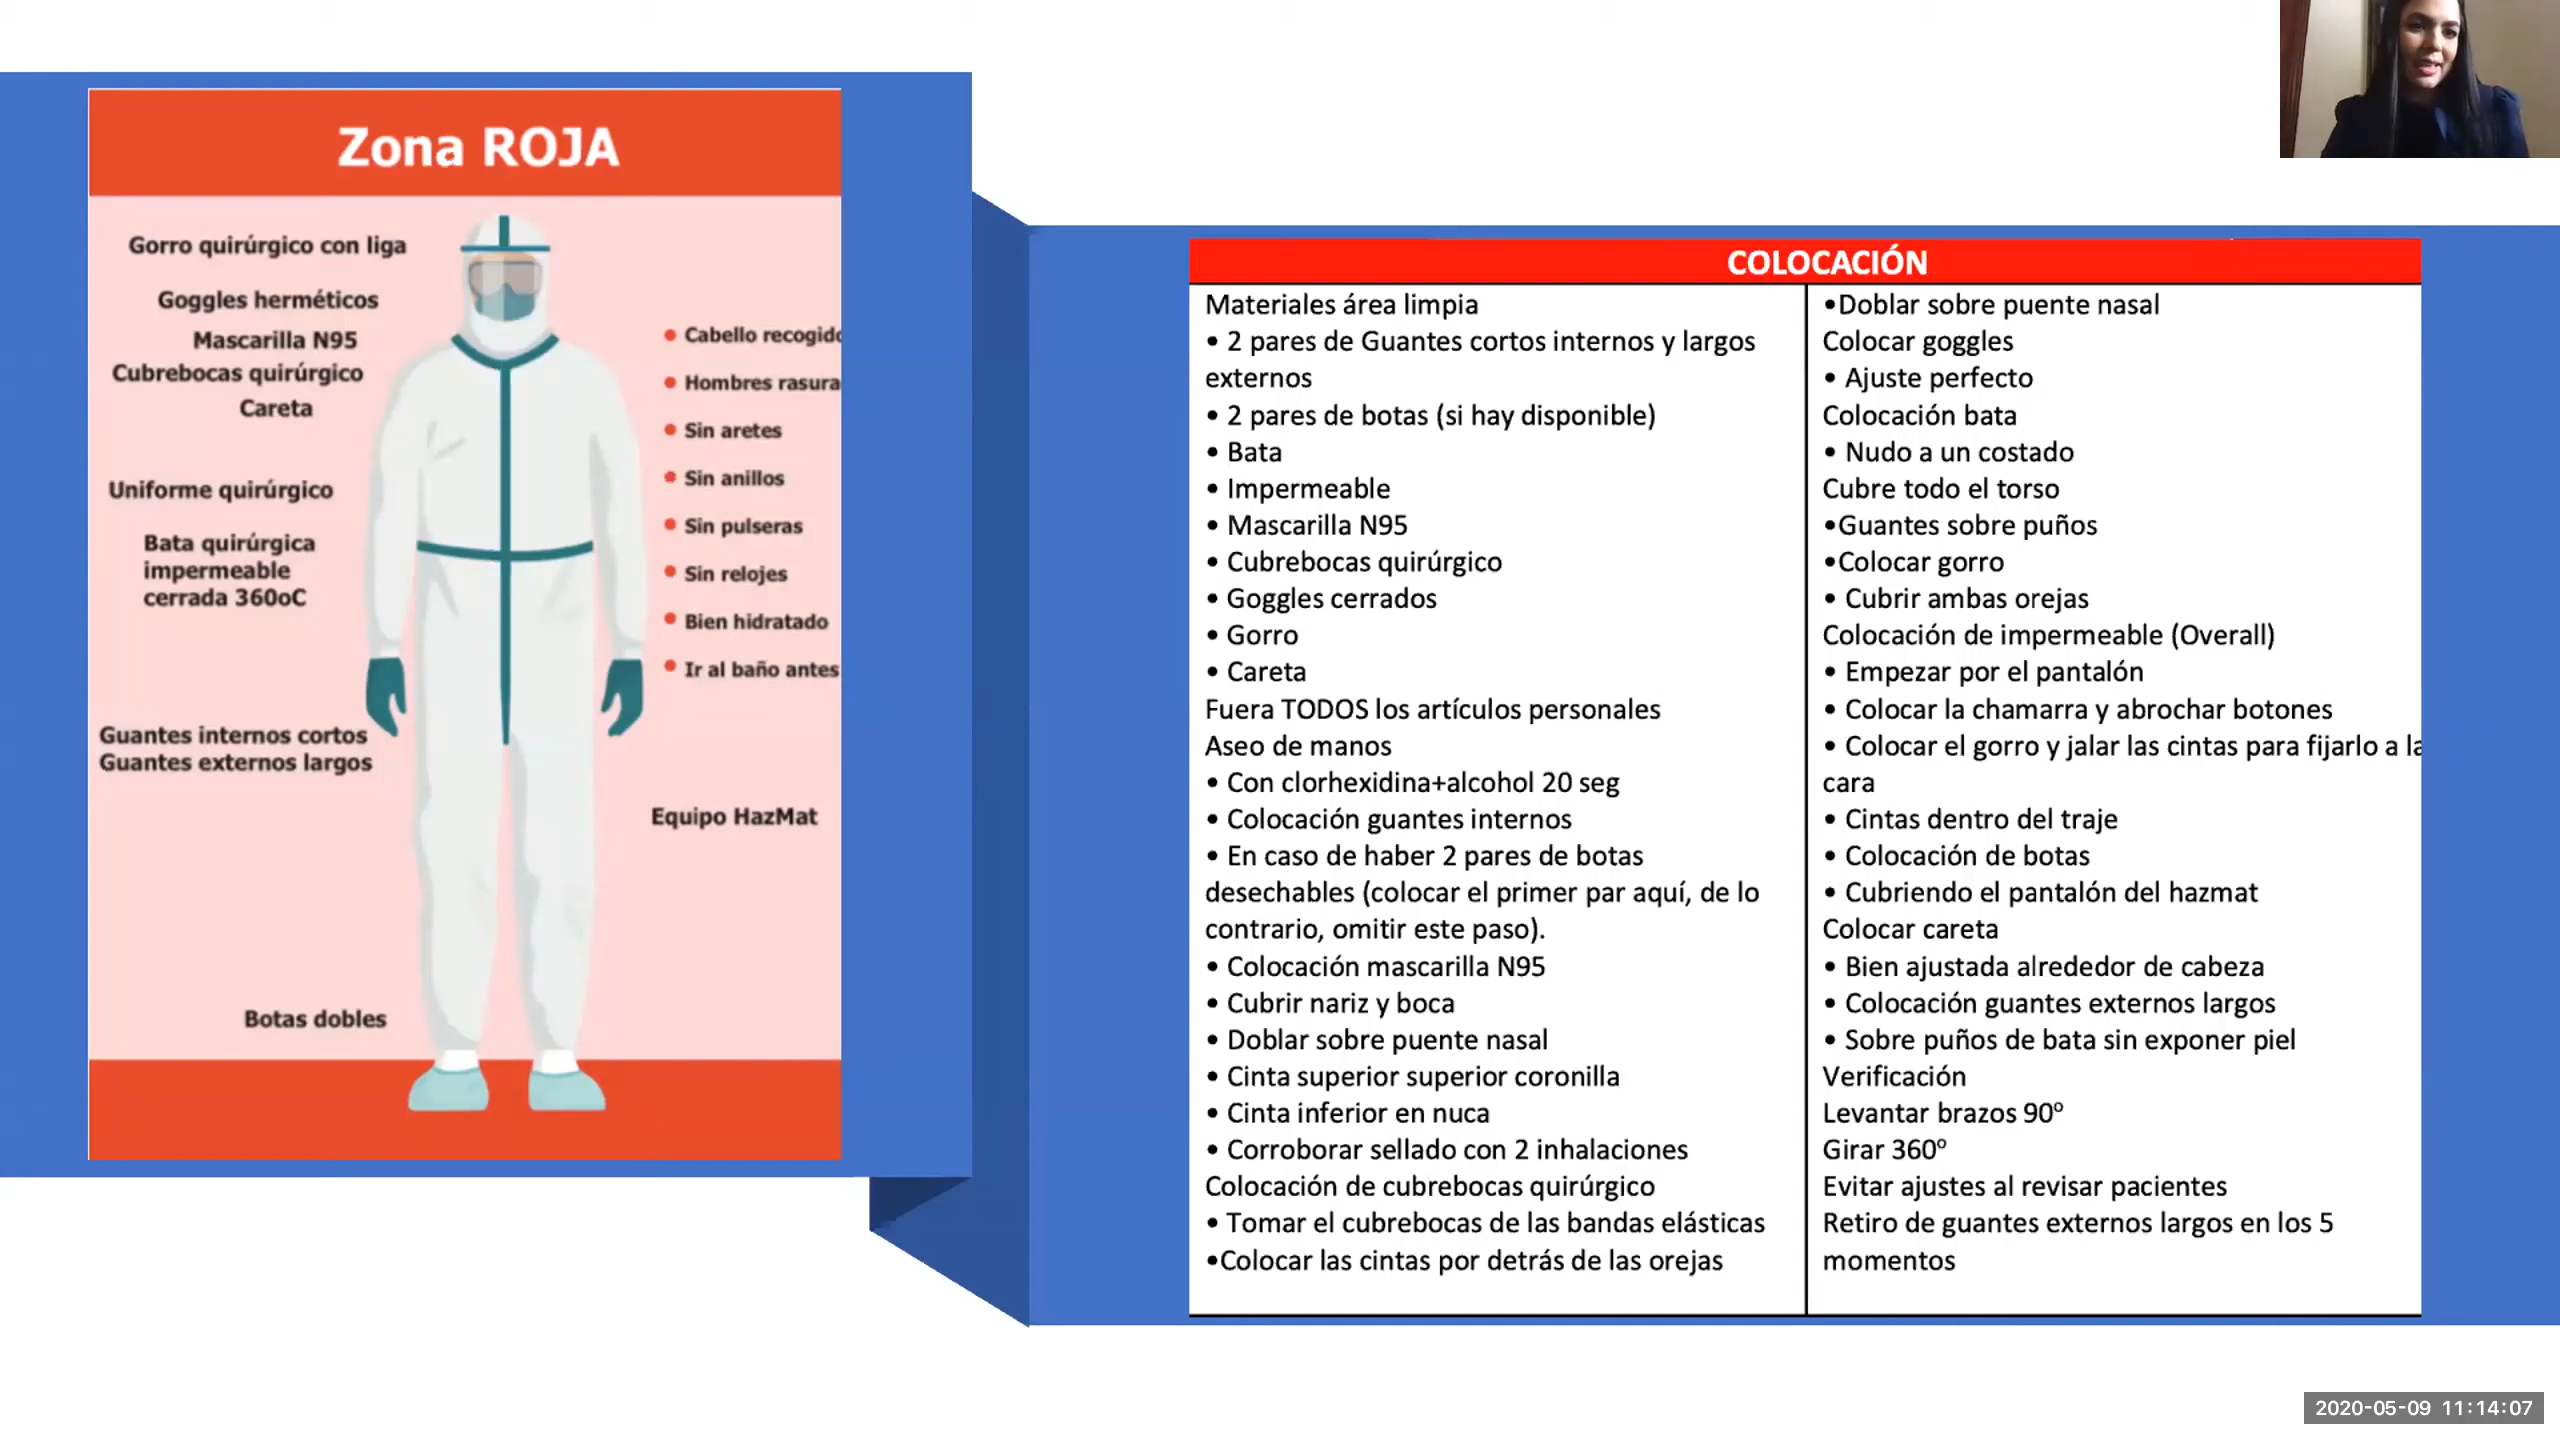 Zona ROJA
Gorro quirúrgico con liga
Goggles herméticos
Mascarilla N95
Cubrebocas quirúrgico
Careta
Uniforme quirúrgico
Bata quirúrgica
impermeable
cerrada 360oC
Guantes internos cortos
Guantes externos largos
Botas dobles
• Cabello recogido
• Hombres rasura
• Sin aretes
• Sin anillos
• Sin pulseras
• Sin relojes
• Bien hidratado
• Ir al baño antes
Equipo HazMat
COLOCACIÓN
Materiales área limpia
• 2 pares de Guantes cortos internos y largos
externos
• 2 pares de botas (si hay disponible)
• Bata
• Impermeable
• Mascarilla N95
• Cubrebocas quirúrgico
• Goggles cerrados
• Gorro
• Careta
Fuera TODOS los artículos personales
Aseo de manos
• Con clorhexidina+alcohol 20 seg
• Colocación guantes internos
• En caso de haber 2 pares de botas
desechables (colocar el primer par aquí, de lo
contrario, omitir este paso).
• Colocación mascarilla N95
• Cubrir nariz y boca
• Doblar sobre puente nasal
• Cinta superior superior coronilla
• Cinta inferior en nuca
• Corroborar sellado con 2 inhalaciones
Colocación de cubrebocas quirúrgico
• Tomar el cubrebocas de las bandas elásticas
•Colocar las cintas por detrás de las orejas
•Doblar sobre puente nasal
Colocar goggles
• Ajuste perfecto
Colocación bata
• Nudo a un costado
Cubre todo el torso
•Guantes sobre puños
•Colocar gorro
• Cubrir ambas orejas
Colocación de impermeable (Overall)
• Empezar por el pantalón
• Colocar la chamarra y abrochar botones
• Colocar el gorro y jalar las cintas para fijarlo a la
cara
• Cintas dentro del traje
• Colocación de botas
• Cubriendo el pantalón del hazmat
Colocar careta
• Bien ajustada alrededor de cabeza
• Colocación guantes externos largos
• Sobre puños de bata sin exponer piel
Verificación
Levantar brazos 90º
Girar 360º
Evitar ajustes al revisar pacientes
Retiro de guantes externos largos en los 5
momentos
2020-05-09 11:14:07